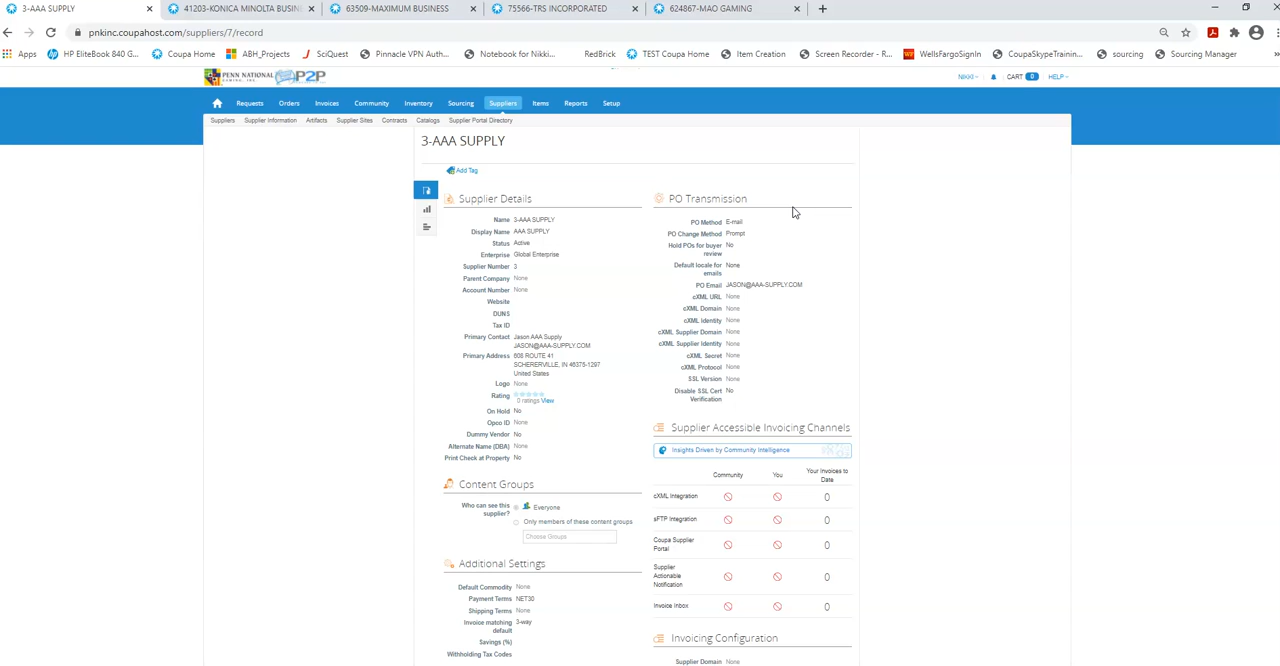 3-AAA SUPPLY
41203-KONICA MINOLTA BUSIN
63509-MAXIMUM BUSINESS
75566-TRS INCORPORATED
624867-MAO GAMING
pnkinc.coupahost.com/suppliers/7/record
Apps
HP EliteBook 840 G...
Coupa Home
ABH_Projects
SciQuest
Pinnacle VPN Auth...
Notebook for Nikki...
RedBrick
TEST Coupa Home
Item Creation
Screen Recorder - R...
WellsFargoSignIn
CoupaSkypeTrainin...
sourcing
Sourcing Manager
»
PENN NATIONAL
GAMING, INC
P2P
NIKKI
CART 0
HELP
Requests
Orders
Invoices
Community
Inventory
Sourcing
Suppliers
Items
Reports
Setup
Suppliers
Supplier Information
Artifacts
Supplier Sites
Contracts
Catalogs
Supplier Portal Directory
3-AAA SUPPLY
Add Tag
Supplier Details
Name 3-AAA SUPPLY
Display Name AAA SUPPLY
Status Active
Enterprise Global Enterprise
Supplier Number 3
Parent Company None
Account Number None
Website
DUNS
Tax ID
Primary Contact Jason AAA Supply
JASON@AAA-SUPPLY.COM
Primary Address 608 ROUTE 41
SCHERERVILLE, IN 46375-1297
United States
Logo None
Rating
0 ratings View
On Hold No
Opco ID None
Dummy Vendor No
Alternate Name (DBA) None
Print Check at Property No
Content Groups
Who can see this
supplier?
Everyone
Only members of these content groups
Choose Groups
Additional Settings
Default Commodity None
Payment Terms NET30
Shipping Terms None
Invoice matching
default
3-way
Savings (%)
Withholding Tax Codes
PO Transmission
PO Method E-mail
PO Change Method Prompt
Hold POs for buyer
review
No
Default locale for
emails
None
PO Email JASON@AAA-SUPPLY.COM
cXML URL None
cXML Domain None
cXML Identity None
cXML Supplier Domain None
cXML Supplier Identity None
cXML Secret None
cXML Protocol None
SSL Version None
Disable SSL Cert
Verification
No
Supplier Accessible Invoicing Channels
Insights Driven by Community Intelligence
Community
You
Your Invoices to
Date
cXML Integration 0
sFTP Integration 0
Coupa Supplier
Portal
0
Supplier
Actionable
Notification
0
Invoice Inbox 0
Invoicing Configuration
Supplier Domain None